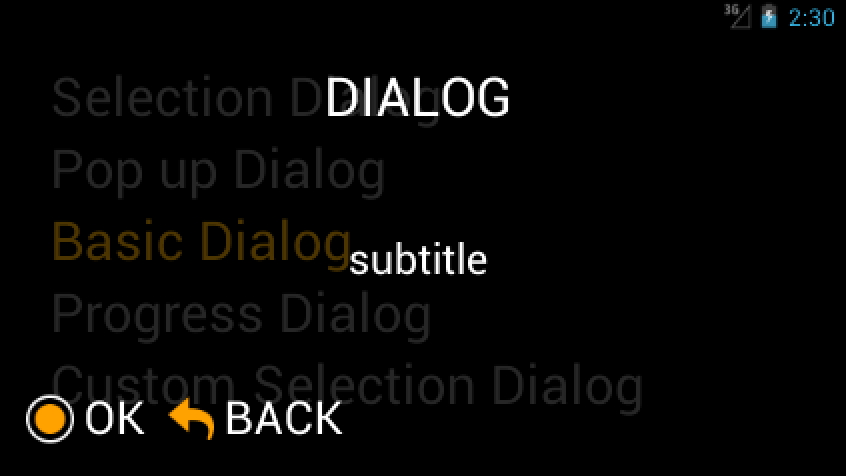 3G 2:30
Selection Dialog
DIALOG
Pop up Dialog
Basic Dialog
subtitle
Progress Dialog
Custom Selection Dialog
OK BACK